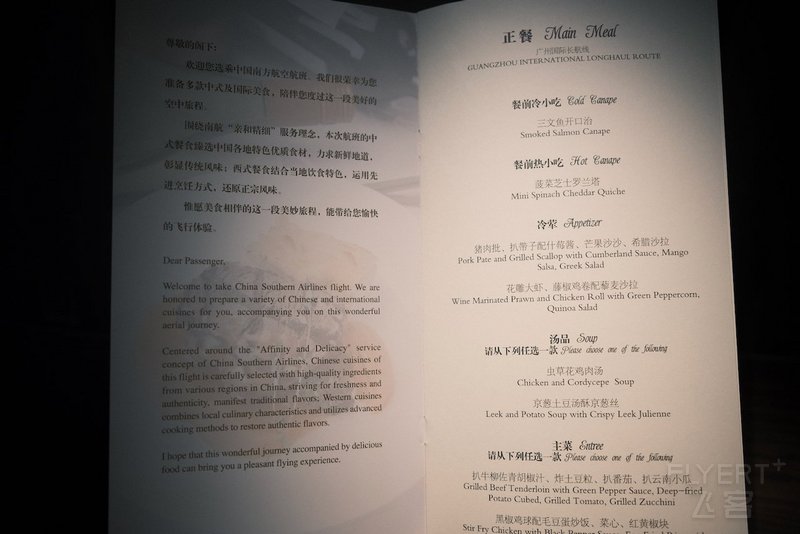 尊敬的阁下:
欢迎您选乘中国南方航空航班。我们很荣幸为您
准备多款中式及国际美食，陪伴您度过这一段美好的
空中旅程。
围绕南航“亲和精细”服务理念，本次航班的中
式餐食臻选中国各地特色优质食材，力求新鲜地道，
彰显传统风味；西式餐食结合当地饮食特色，运用先
进烹饪方式，还原正宗风味。
惟愿美食相伴的这一段美妙旅程，能带给您愉快
的飞行体验。
Dear Passenger,
Welcome to take China Southern Airlines flight. We are
honored to prepare a variety of Chinese and international
cuisines for you, accompanying you on this wonderful
aerial journey.
Centered around the "Affinity and Delicacy" service
concept of China Southern Airlines, Chinese cuisines of
this flight is carefully selected with high-quality ingredients
from various regions in China, striving for freshness and
authenticity, manifest traditional flavors; Western cuisines
combines local culinary characteristics and utilizes advanced
cooking methods to restore authentic flavors.
I hope that this wonderful journey accompanied by delicious
food can bring you a pleasant flying experience.
正餐 Main Meal
广州国际长航线
GUANGZHOU INTERNATIONAL LONGHAUL ROUTE
餐前冷小吃 Cold Canape
三文鱼开口治
Smoked Salmon Canape
餐前热小吃 Hot Canape
菠菜芝士罗兰塔
Mini Spinach Cheddar Quiche
冷荤 Appetizer
猪肉批、扒带子配什莓酱、芒果沙沙、希腊沙拉
Pork Pate and Grilled Scallop with Cumberland Sauce, Mango
Salsa, Greek Salad
花雕大虾、藤椒鸡卷配藜麦沙拉
Wine Marinated Prawn and Chicken Roll with Green Peppercorn,
Quinoa Salad
汤品 Soup
请从下列任选一款 Please choose one of the following
虫草花鸡肉汤
Chicken and Cordycepe Soup
京葱土豆汤酥京葱丝
Leek and Potato Soup with Crispy Leek Julienne
主菜 Entree
请从下列任选一款 Please choose one of the following
扒牛柳佐青胡椒汁、炸土豆粒、扒番茄、扒云南小瓜
Grilled Beef Tenderloin with Green Pepper Sauce, Deep-fried
Potato Cubed, Grilled Tomato, Grilled Zucchini
黑椒鸡球配毛豆蛋炒饭、菜心、红黄椒块
Stir Fry Chicken with Black Pepper Sauce, Egg Fried Rice
FLYERT+
飞客